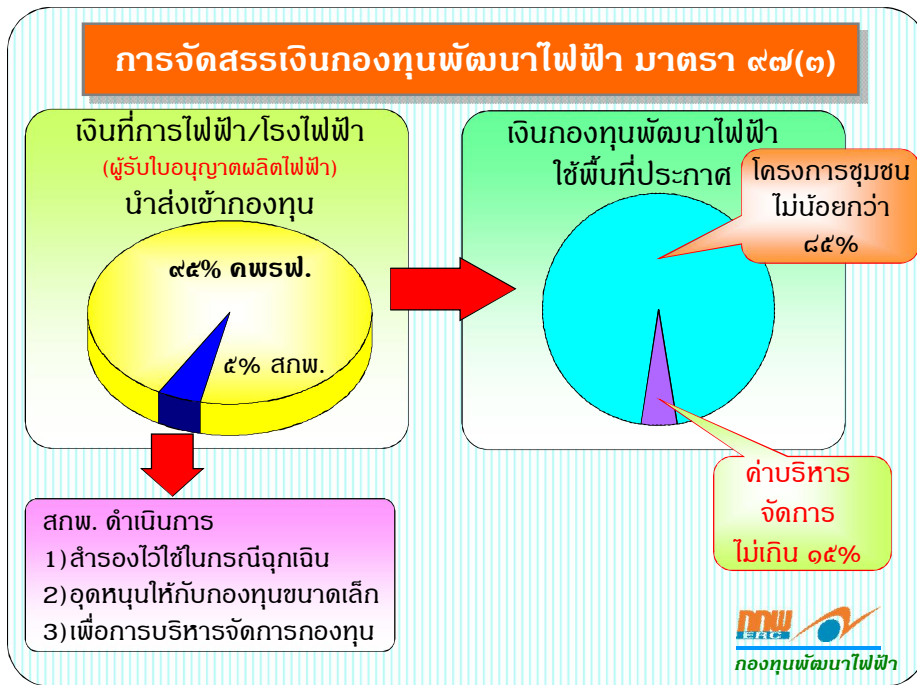 การจัดสรรเงินกองทุนพัฒนาไฟฟ้า มาตรา ๙๗(๓)
เงินที่การไฟฟ้า/โรงไฟฟ้า
(ผู้รับใบอนุญาตผลิตไฟฟ้า)
นำส่งเข้ากองทุน
๙๕% คพรฟ.
๕% สกพ.
เงินกองทุนพัฒนาไฟฟ้า
ใช้พื้นที่ประกาศ
โครงการชุมชน
ไม่น้อยกว่า
๘๕%
ค่าบริหาร
จัดการ
ไม่เกิน ๑๕%
สกพ. ดำเนินการ
1)สำรองไว้ใช้ในกรณีฉุกเฉิน
2)อุดหนุนให้กับกองทุนขนาดเล็ก
3)เพื่อการบริหารจัดการกองทุน
กกพ
ERC
กองทุนพัฒนาไฟฟ้า